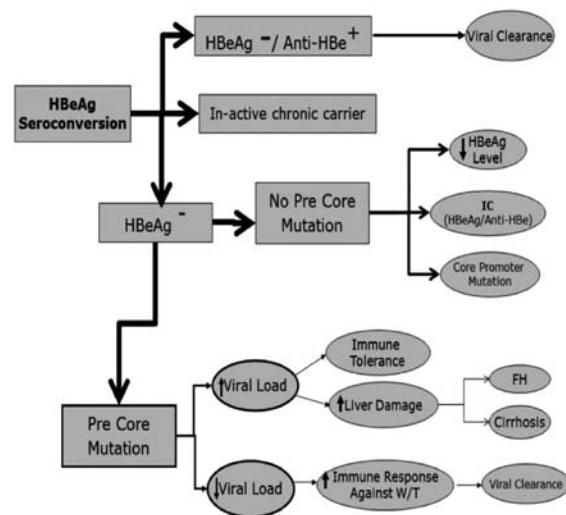 HBeAg ⁻/ Anti-HBe⁺
Viral Clearance
HBeAg
Seroconversion
In-active chronic carrier
↓ HBeAg
Level
HBeAg ⁻
No Pre Core
Mutation
IC
(HBeAg/Anti-HBe)
Core Promoter
Mutation
Immune
Tolerance
↑Viral Load
↑Liver Damage
FH
Cirrhosis
Pre Core
Mutation
↓Viral Load
↑ Immune Response
Against W/T
Viral Clearance